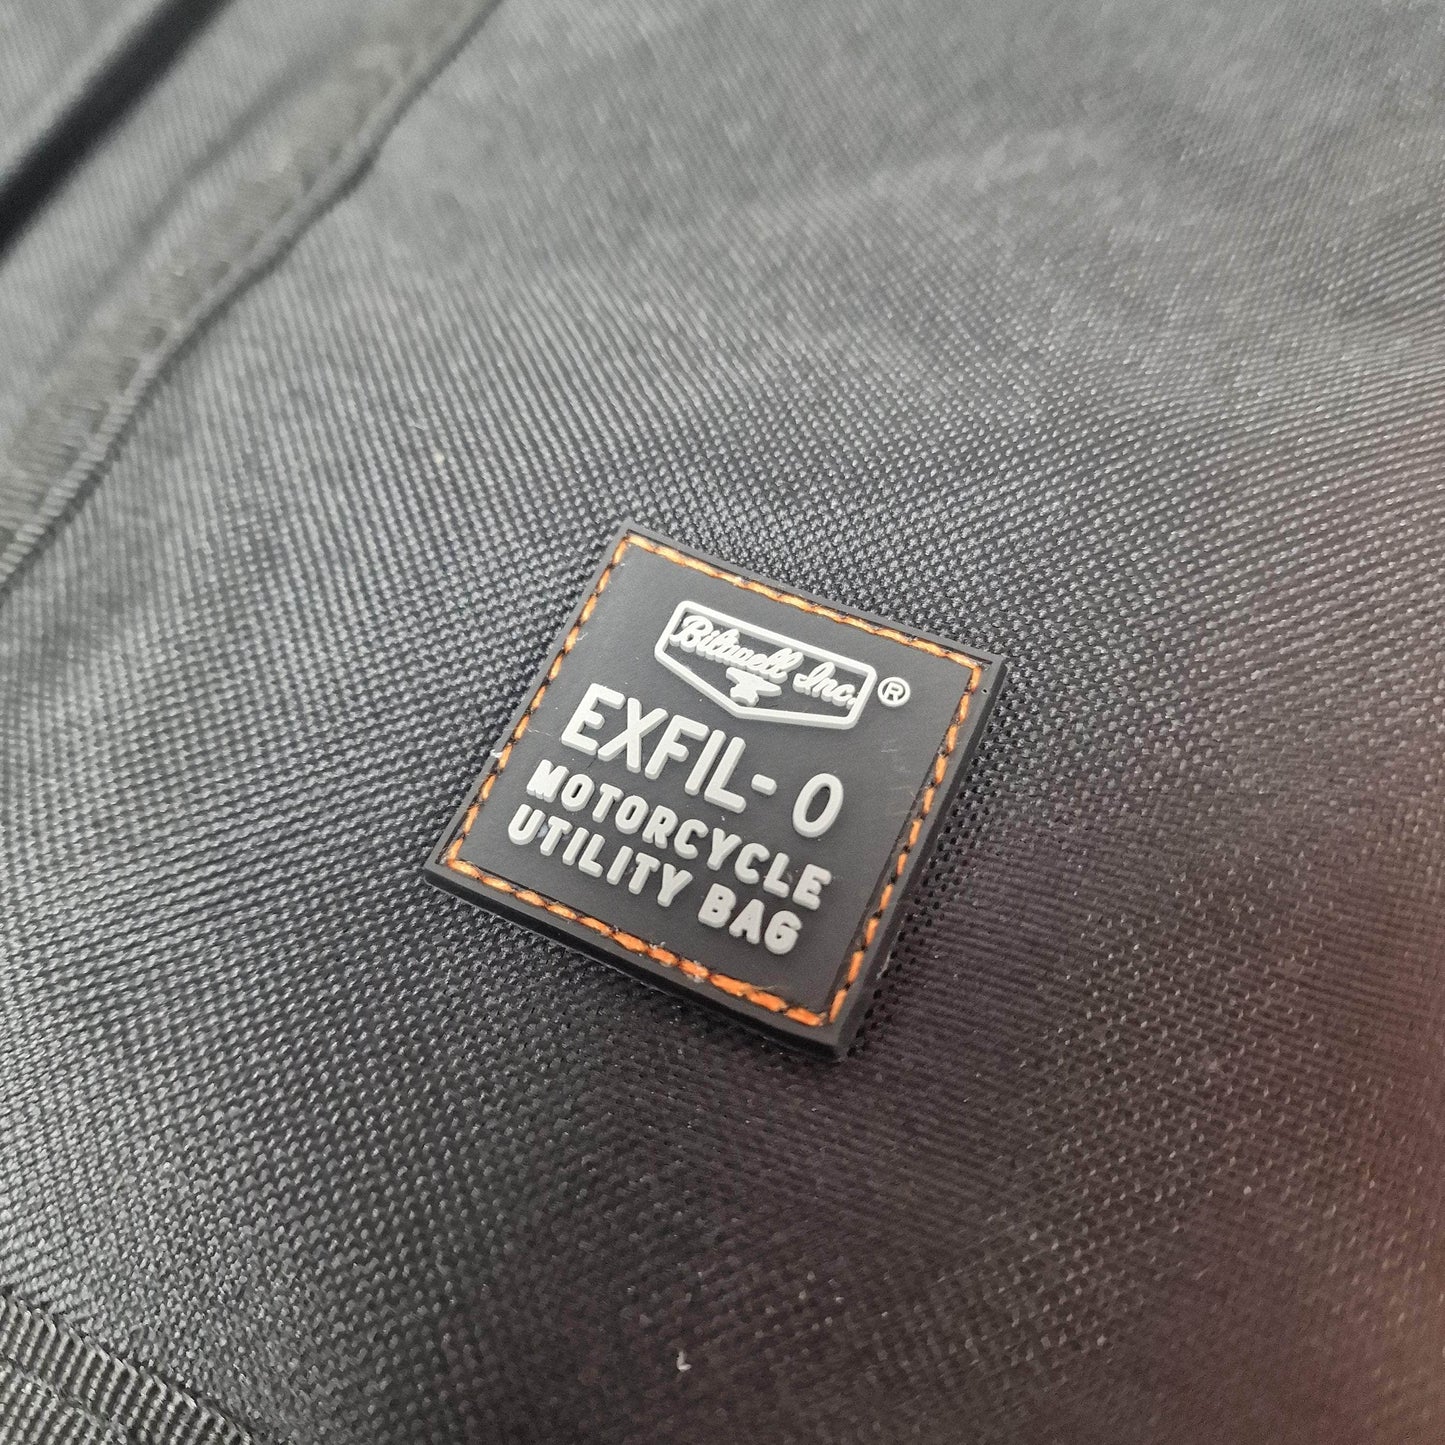 Biltwell Inc. ®
EXFIL-0
MOTORCYCLE
UTILITY BAG